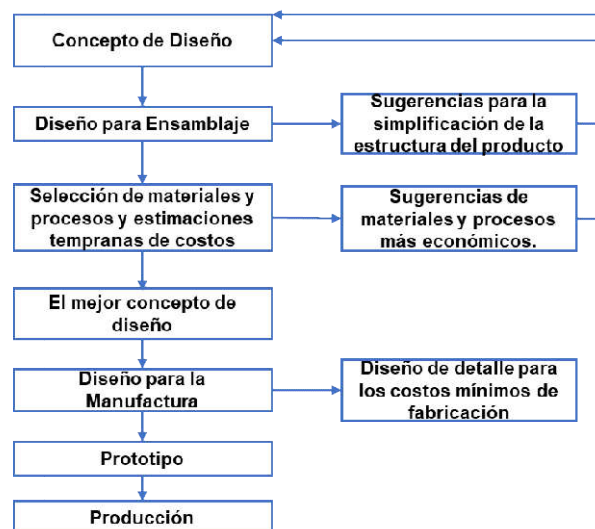 Concepto de Diseño
Diseño para Ensamblaje
Sugerencias para la
simplificación de la
estructura del producto
Selección de materiales y
procesos y estimaciones
tempranas de costos
Sugerencias de
materiales y procesos
más económicos.
El mejor concepto de
diseño
Diseño para la
Manufactura
Diseño de detalle para
los costos mínimos de
fabricación
Prototipo
Producción